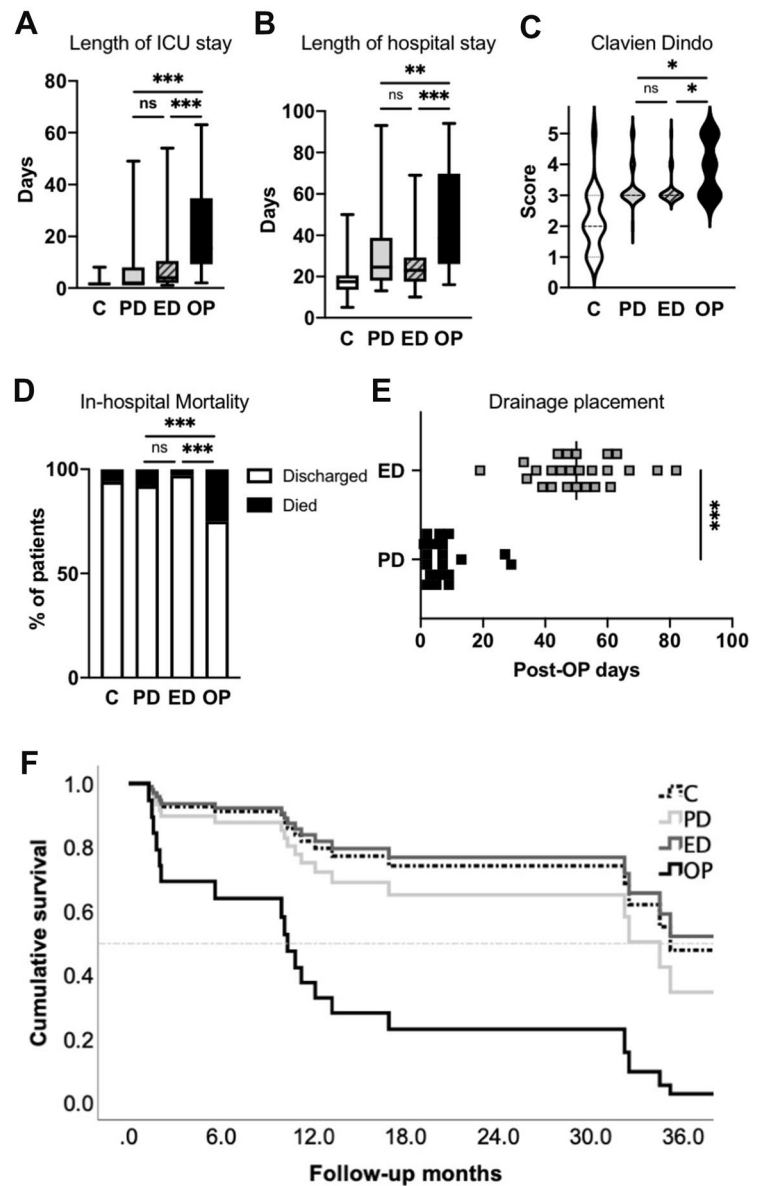 A
Length of ICU stay
***
ns
***
80
60
40
20
0
Days
C PD ED OP
B
Length of hospital stay
**
ns
***
100
80
60
40
20
0
Days
C PD ED OP
C
Clavien Dindo
*
ns
*
5
4
3
2
1
0
Score
C PD ED OP
D
In-hospital Mortality
***
ns
***
100
50
0
% of patients
C PD ED OP
Discharged
Died
E
Drainage placement
ED
PD
***
0 20 40 60 80 100
Post-OP days
F
1.0
0.8
0.6
0.4
0.2
0.0
Cumulative survival
C
PD
ED
OP
.0 6.0 12.0 18.0 24.0 30.0 36.0
Follow-up months